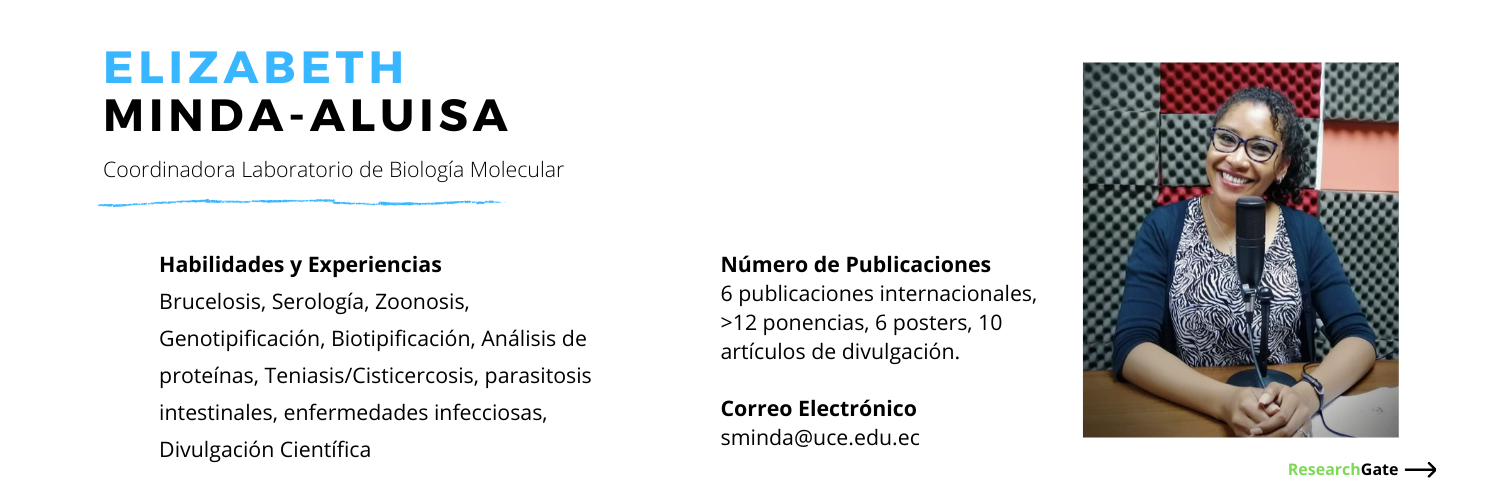 ELIZABETH
MINDA-ALUISA
Coordinadora Laboratorio de Biología Molecular
Habilidades y Experiencias
Brucelosis, Serología, Zoonosis,
Genotipificación, Biotipificación, Análisis de
proteínas, Teniasis/Cisticercosis, parasitosis
intestinales, enfermedades infecciosas,
Divulgación Científica
Número de Publicaciones
6 publicaciones internacionales,
>12 ponencias, 6 posters, 10
artículos de divulgación.
Correo Electrónico
sminda@uce.edu.ec
ResearchGate